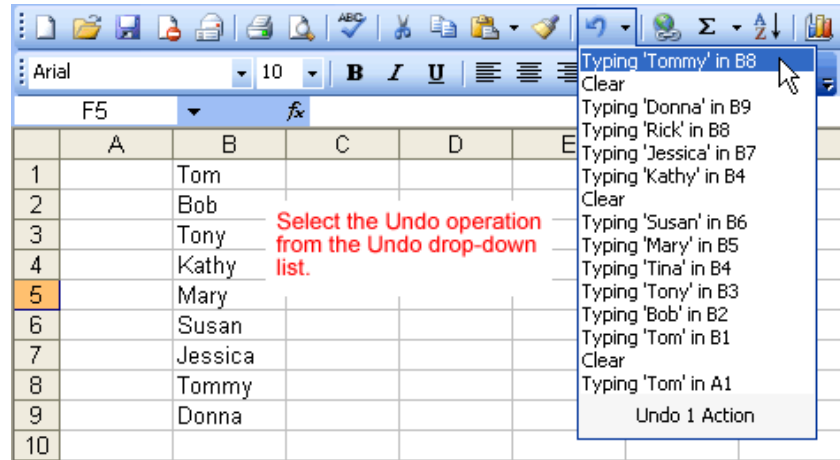 ABC
Σ
A
Z
Arial 10 B I U
F5 fx
A B C D E
1 Tom
2 Bob
3 Tony
4 Kathy
5 Mary
6 Susan
7 Jessica
8 Tommy
9 Donna
10
Select the Undo operation
from the Undo drop-down
list.
Typing 'Tommy' in B8
Clear
Typing 'Donna' in B9
Typing 'Rick' in B8
Typing 'Jessica' in B7
Typing 'Kathy' in B4
Clear
Typing 'Susan' in B6
Typing 'Mary' in B5
Typing 'Tina' in B4
Typing 'Tony' in B3
Typing 'Bob' in B2
Typing 'Tom' in B1
Clear
Typing 'Tom' in A1
Undo 1 Action